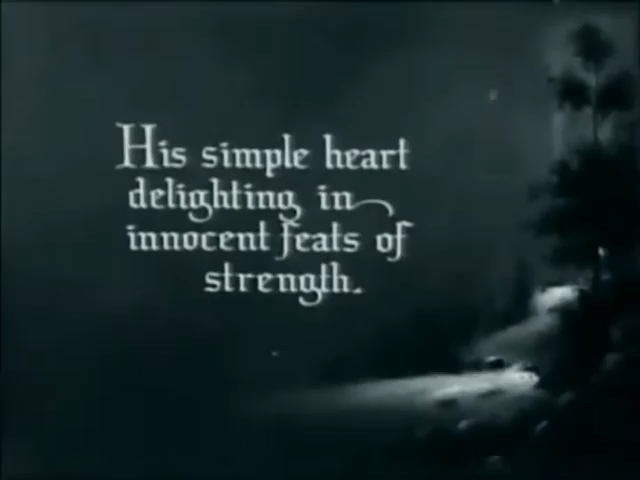 His simple heart
delighting in
innocent feats of
strength.